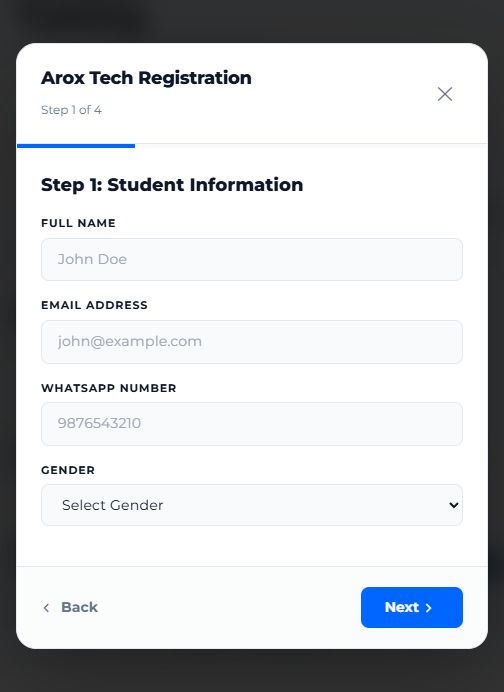 Arox Tech Registration
Step 1 of 4
Step 1: Student Information
FULL NAME
John Doe
EMAIL ADDRESS
john@example.com
WHATSAPP NUMBER
9876543210
GENDER
Select Gender
Back
Next